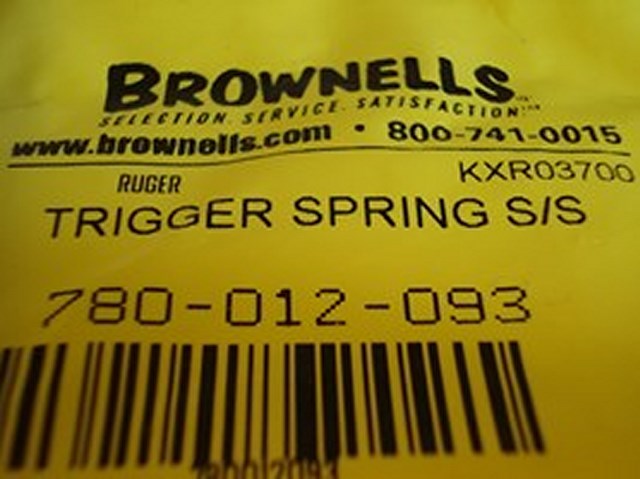 BROWNELLS
SELECTION. SERVICE. SATISFACTION.
www.brownells.com • 800-741-0015
RUGER KXR03700
TRIGGER SPRING S/S
780-012-093